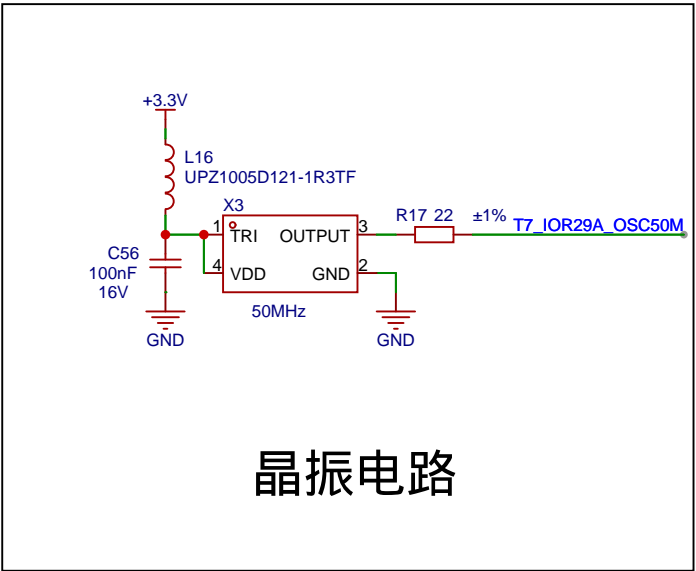 +3.3V
L16
UPZ1005D121-1R3TF
X3
1
TRI
OUTPUT
3
R17 22 ±1%
T7_IOR29A_OSC50M
C56
100nF
16V
4
VDD
GND
2
50MHz
GND
GND
晶振电路